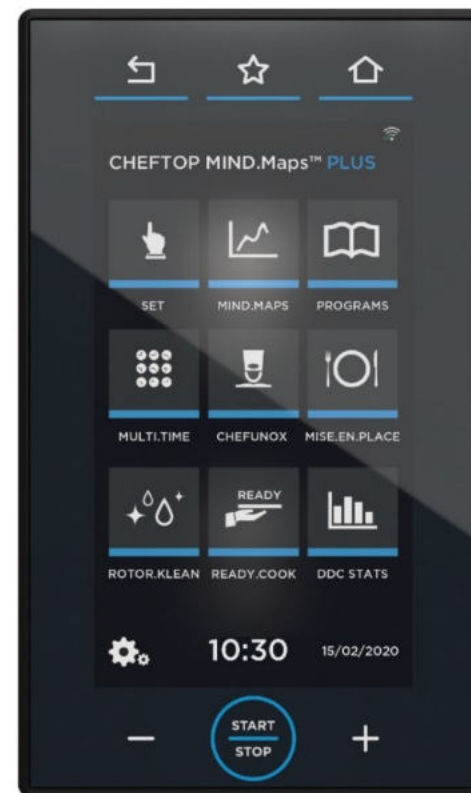 CHEFTOP MIND.Maps™ PLUS
SET MIND.MAPS PROGRAMS
MULTI.TIME CHEFUNOX MISE.EN.PLACE
READY
ROTOR.KLEAN READY.COOK DDC STATS
10:30 15/02/2020
START
STOP